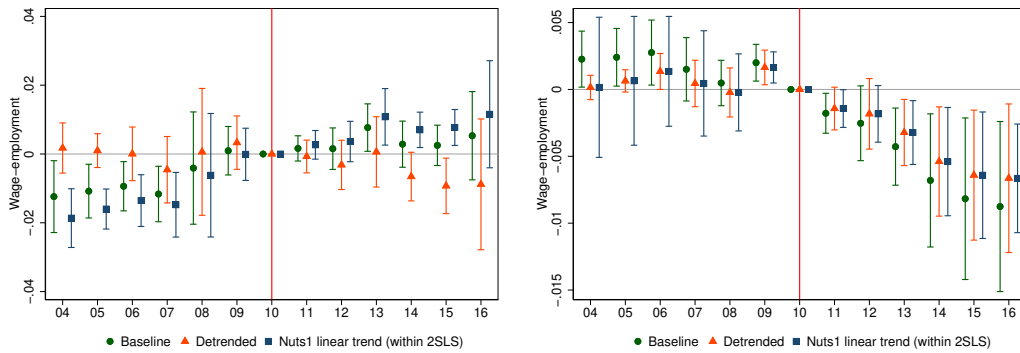 .04
.02
0
-.02
-.04
Wage-employment
04 05 06 07 08 09 10 11 12 13 14 15 16
Baseline Detrended Nuts1 linear trend (within 2SLS)
.005
0
-.005
-.01
-.015
Wage-employment
04 05 06 07 08 09 10 11 12 13 14 15 16
Baseline Detrended Nuts1 linear trend (within 2SLS)